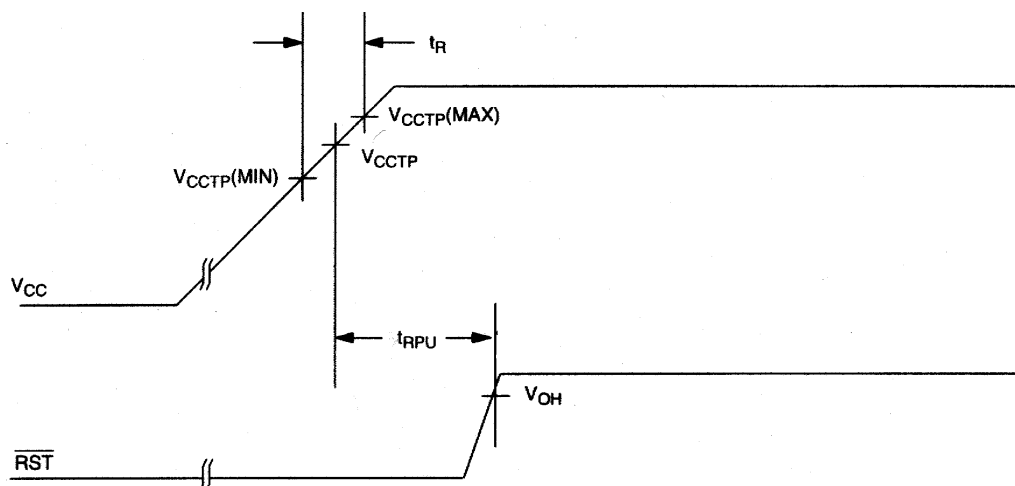 tR
VCCTP(MAX)
VCCTP
VCCTP(MIN)
VCC
tRPU
VOH
RST